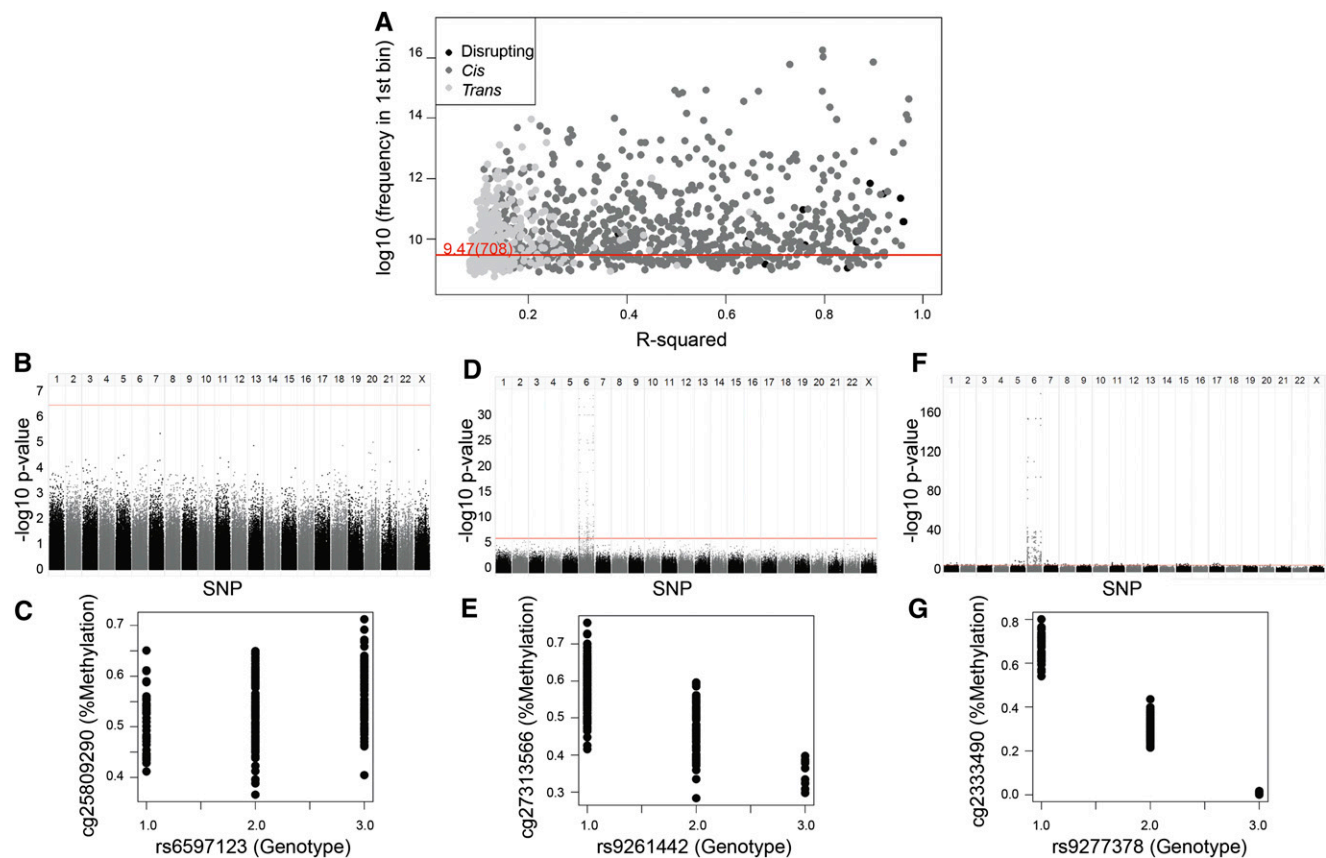 A
Disrupting
Cis
Trans
log10 (frequency in 1st bin)
16
14
12
10
9.47(708)
0.2 0.4 0.6 0.8 1.0
R-squared
B
1 2 3 4 5 6 7 8 9 10 11 12 13 14 15 16 17 18 19 20 21 22 X
-log10 p-value
7
6
5
4
3
2
1
0
SNP
C
cg25809290 (%Methylation)
0.7
0.6
0.5
0.4
1.0 2.0 3.0
rs6597123 (Genotype)
D
1 2 3 4 5 6 7 8 9 10 11 12 13 14 15 16 17 18 19 20 21 22 X
-log10 p-value
30
25
20
15
10
5
0
SNP
E
cg27313566 (%Methylation)
0.7
0.6
0.5
0.4
0.3
1.0 2.0 3.0
rs9261442 (Genotype)
F
1 2 3 4 5 6 7 8 9 10 11 12 13 14 15 16 17 18 19 20 21 22 X
-log10 p-value
160
120
80
40
0
SNP
G
cg2333490 (%Methylation)
0.8
0.6
0.4
0.2
0.0
1.0 2.0 3.0
rs9277378 (Genotype)